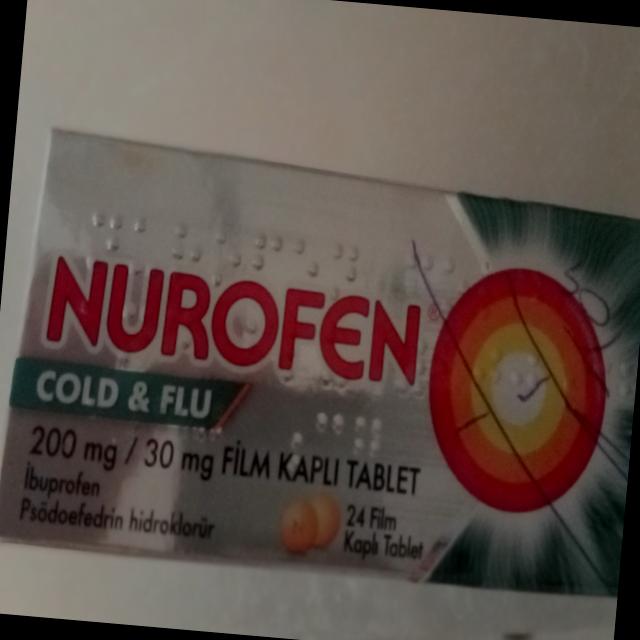 NUROFEN®
COLD & FLU
200 mg / 30 mg FİLM KAPLI TABLET
İbuprofen
Psödoefedrin hidroklorür
24 Film
Kaplı Tablet